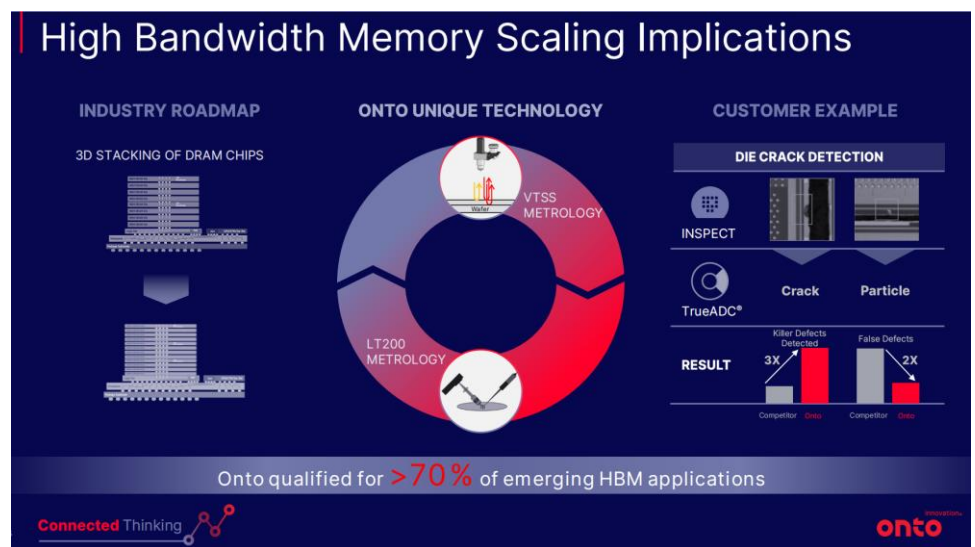 High Bandwidth Memory Scaling Implications
INDUSTRY ROADMAP
3D STACKING OF DRAM CHIPS
ONTO UNIQUE TECHNOLOGY
Wafer
VTSS
METROLOGY
LT200
METROLOGY
CUSTOMER EXAMPLE
DIE CRACK DETECTION
INSPECT
TrueADC®
Crack
Particle
RESULT
Killer Defects
Detected
3X
Competitor
Onto
False Defects
2X
Competitor
Onto
Onto qualified for >70% of emerging HBM applications
Connected Thinking
onto
innovation